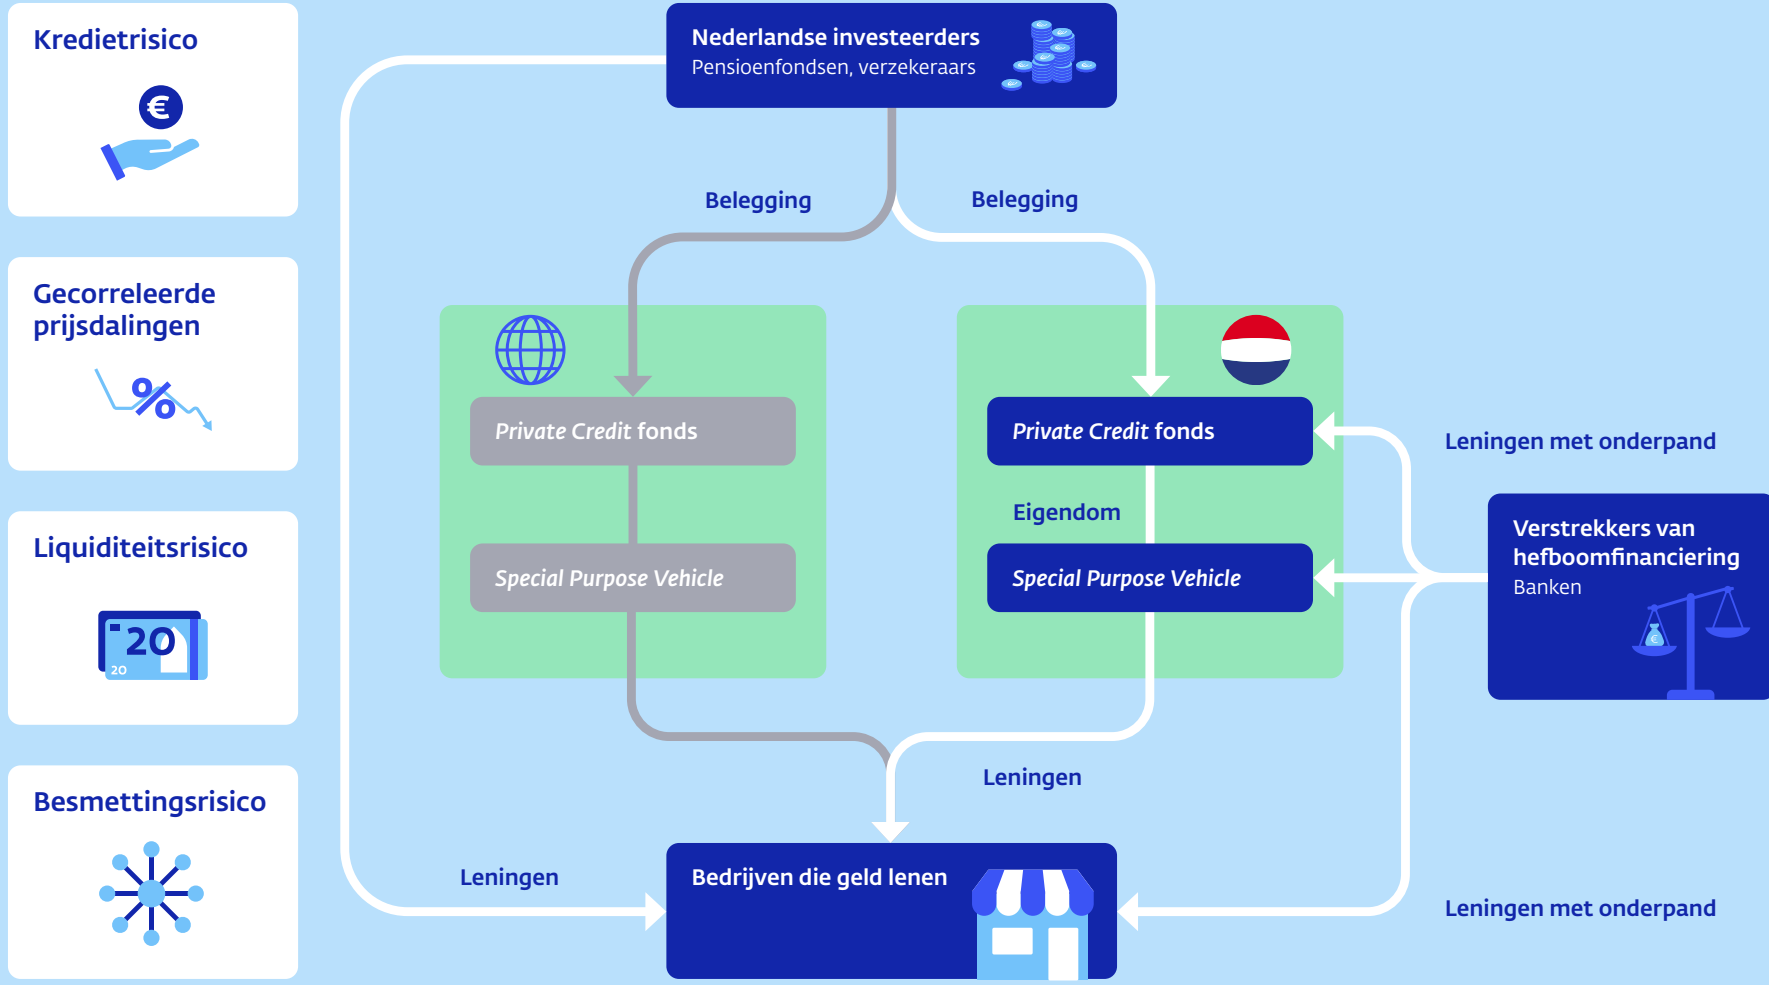 Kredietrisico
€
Gecorreleerde
prijsdalingen
%
Liquiditeitsrisico
20
20
Besmettingsrisico
Nederlandse investeerders
Pensioenfondsen, verzekeraars
Belegging
Belegging
Private Credit fonds
Special Purpose Vehicle
Private Credit fonds
Eigendom
Special Purpose Vehicle
Leningen met onderpand
Verstrekkers van
hefboomfinanciering
Banken
€
Leningen
Leningen
Bedrijven die geld lenen
Leningen met onderpand